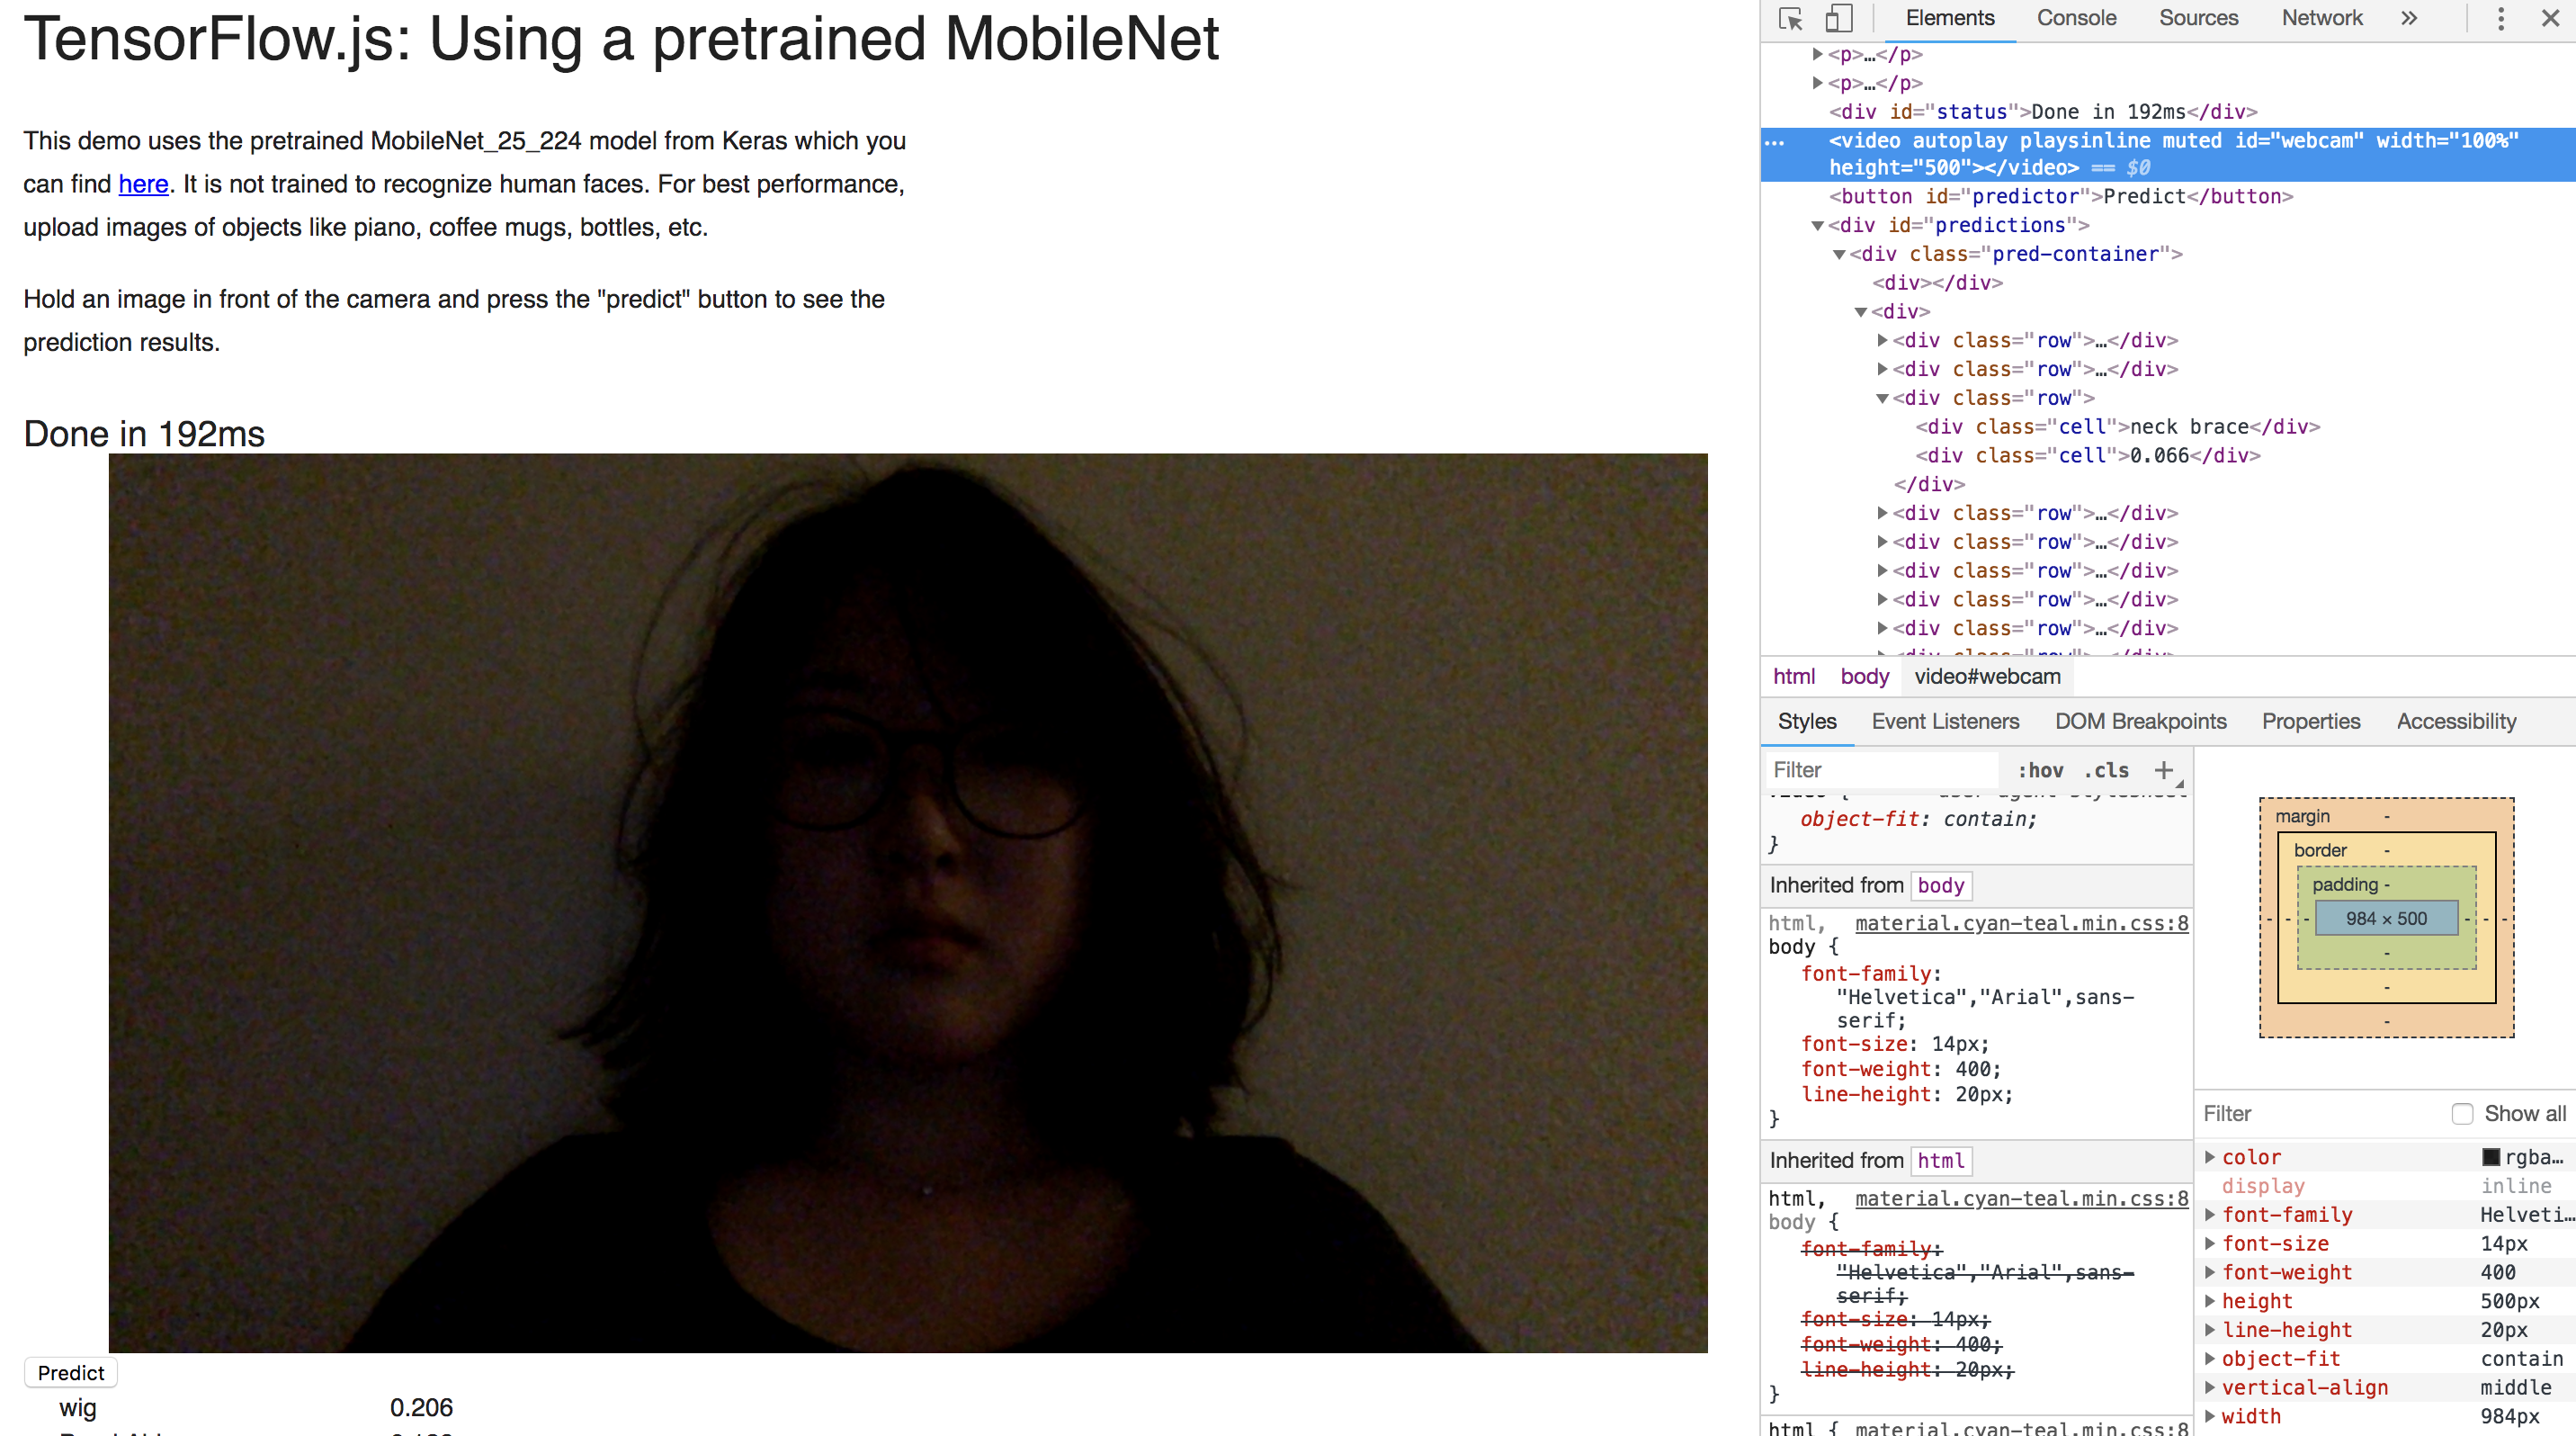 TensorFlow.js: Using a pretrained MobileNet
This demo uses the pretrained MobileNet_25_224 model from Keras which you
can find here. It is not trained to recognize human faces. For best performance,
upload images of objects like piano, coffee mugs, bottles, etc.
Hold an image in front of the camera and press the "predict" button to see the
prediction results.
Done in 192ms
Predict
wig 0.206
Elements Console Sources Network »
<p>…</p>
<p>…</p>
<div id="status">Done in 192ms</div>
<video autoplay playsinline muted id="webcam" width="100%"
height="500"></video> == $0
<button id="predictor">Predict</button>
<div id="predictions">
<div class="pred-container">
<div></div>
<div>
<div class="row">…</div>
<div class="row">…</div>
<div class="row">
<div class="cell">neck brace</div>
<div class="cell">0.066</div>
</div>
<div class="row">…</div>
<div class="row">…</div>
<div class="row">…</div>
<div class="row">…</div>
<div class="row">…</div>
html body video#webcam
Styles Event Listeners DOM Breakpoints Properties Accessibility
Filter :hov .cls +
object-fit: contain;
}
Inherited from body
html, material.cyan-teal.min.css:8
body {
font-family:
"Helvetica","Arial",sans-
serif;
font-size: 14px;
font-weight: 400;
line-height: 20px;
}
Inherited from html
html, material.cyan-teal.min.css:8
body {
font-family:
"Helvetica","Arial",sans-
serif;
font-size: 14px;
font-weight: 400;
line-height: 20px;
}
html { material.cyan-teal.min.css:8
margin -
border -
padding -
- - - 984 × 500 - - -
-
-
-
Filter Show all
color rgba…
display inline
font-family Helveti…
font-size 14px
font-weight 400
height 500px
line-height 20px
object-fit contain
vertical-align middle
width 984px